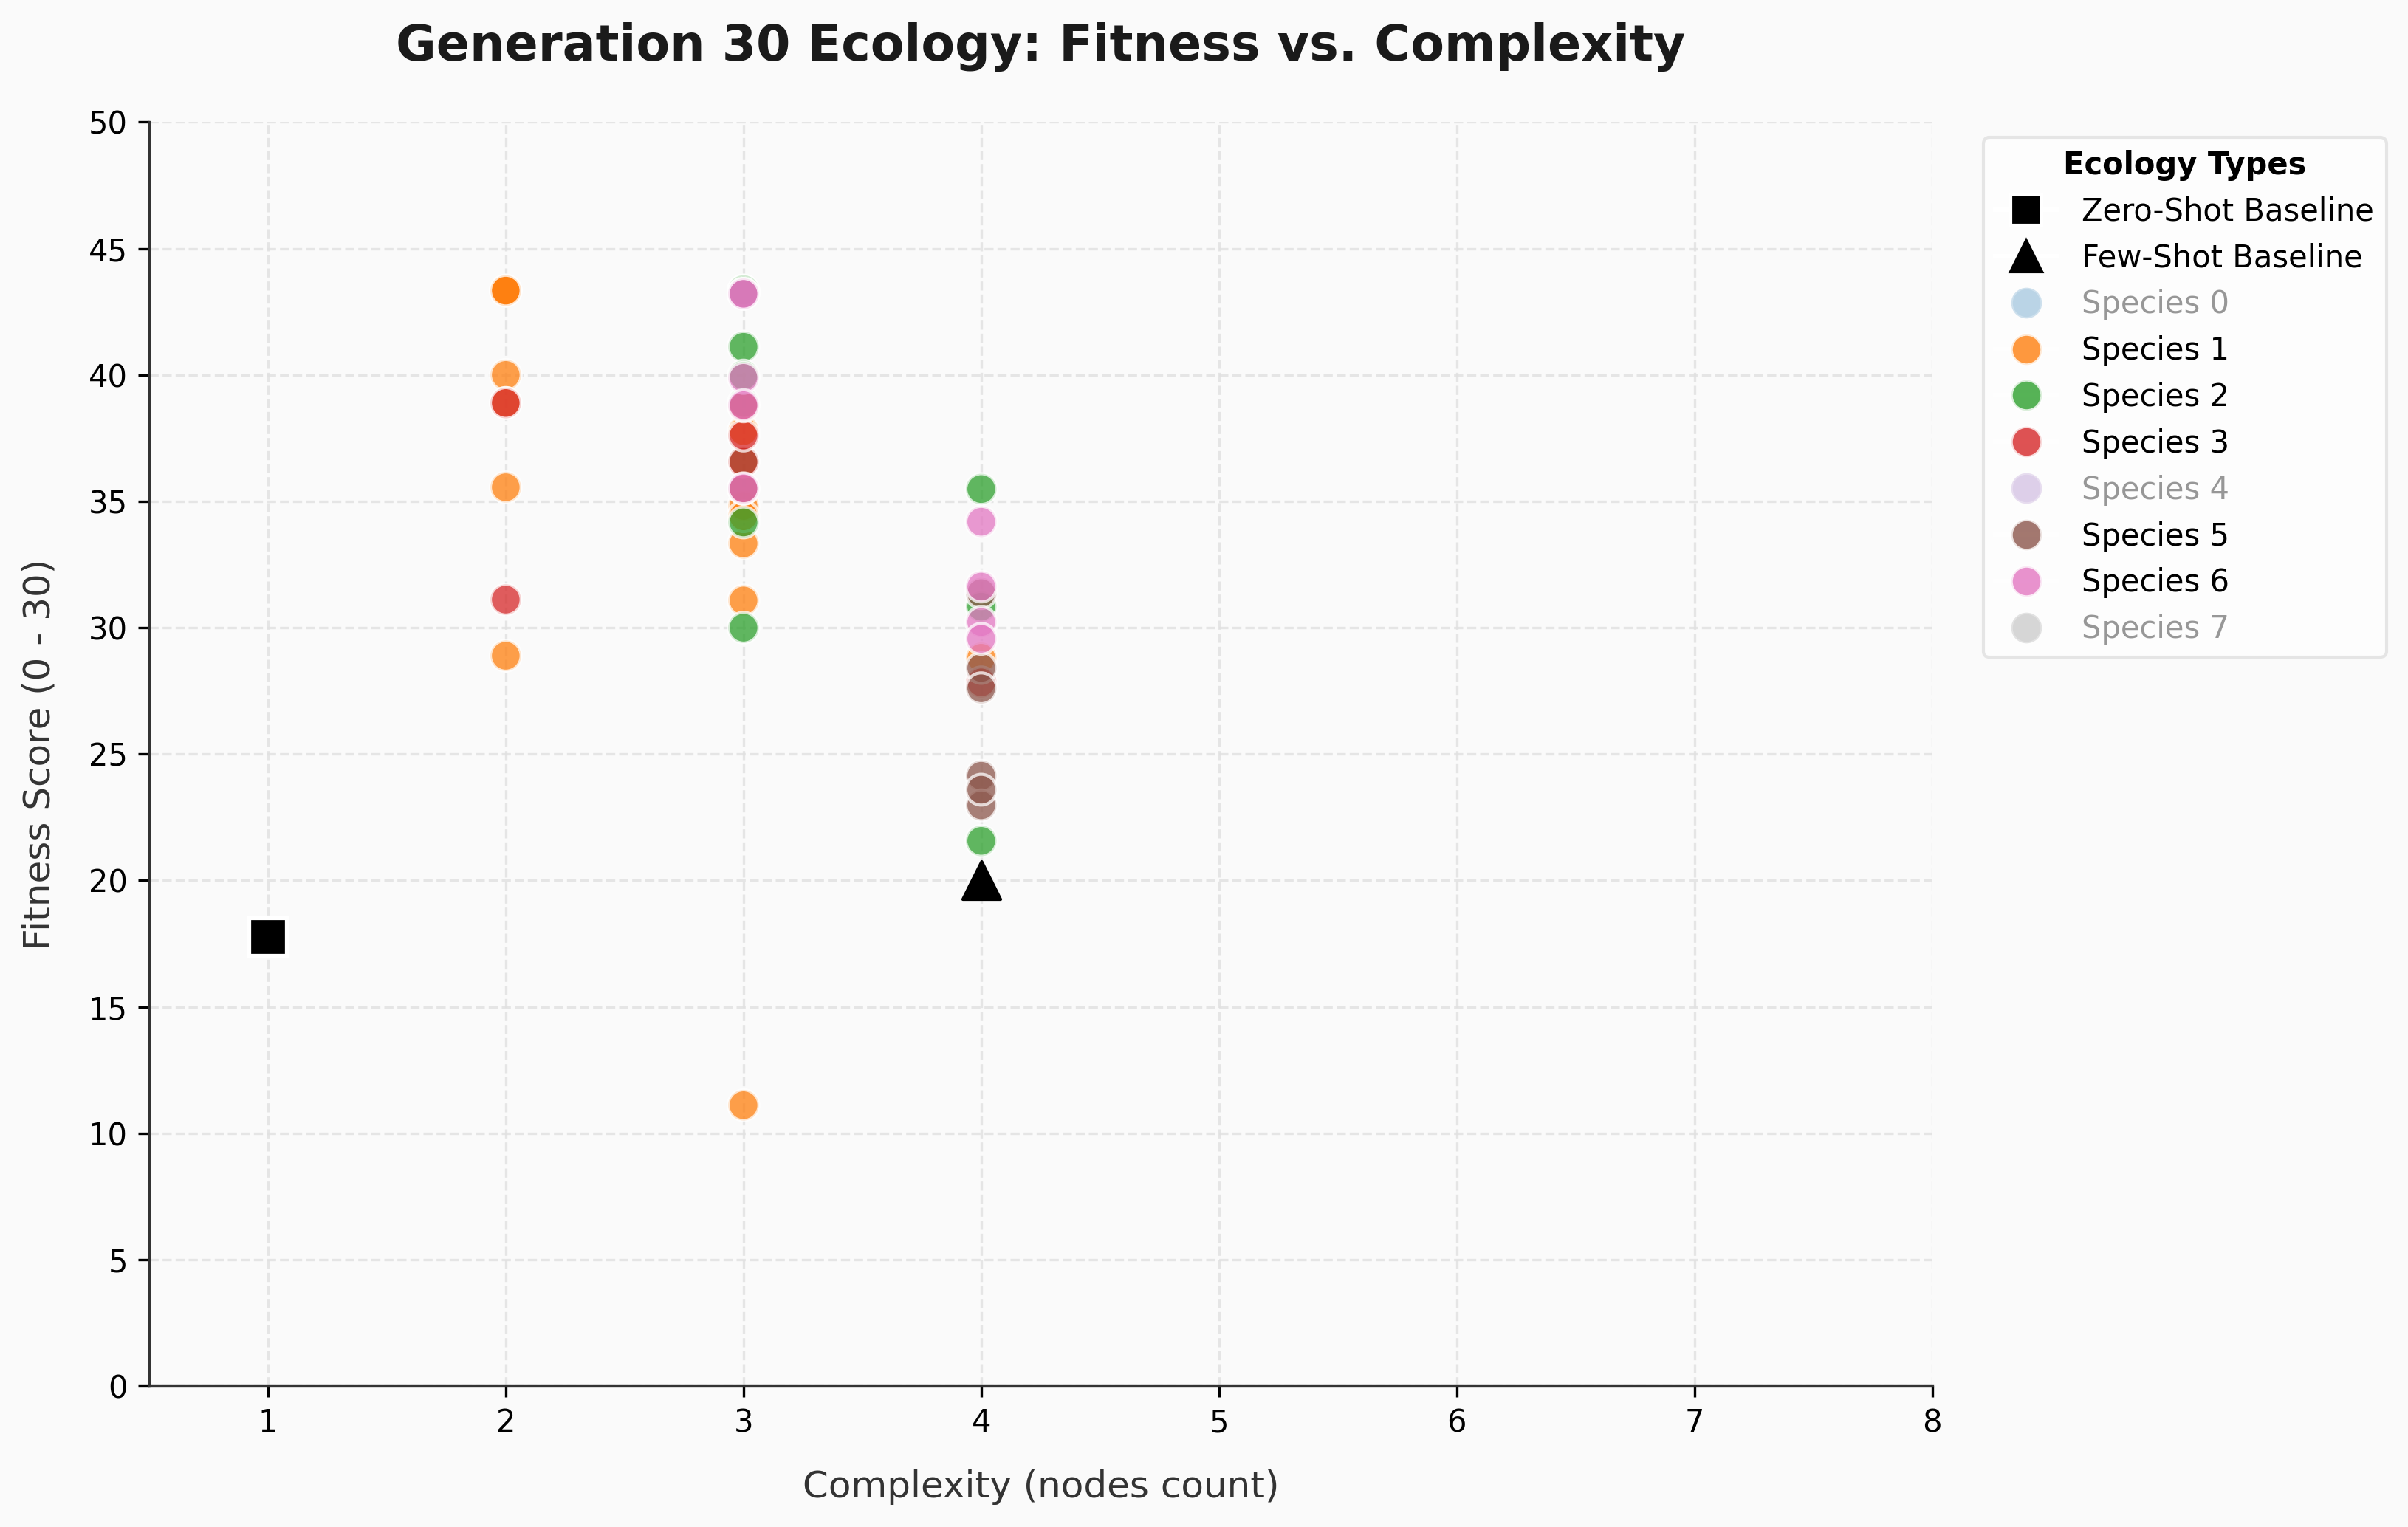 Generation 30 Ecology: Fitness vs. Complexity
Fitness Score (0 - 30)
50
45
40
35
30
25
20
15
10
5
0
1 2 3 4 5 6 7 8
Complexity (nodes count)
Ecology Types
Zero-Shot Baseline
Few-Shot Baseline
Species 0
Species 1
Species 2
Species 3
Species 4
Species 5
Species 6
Species 7